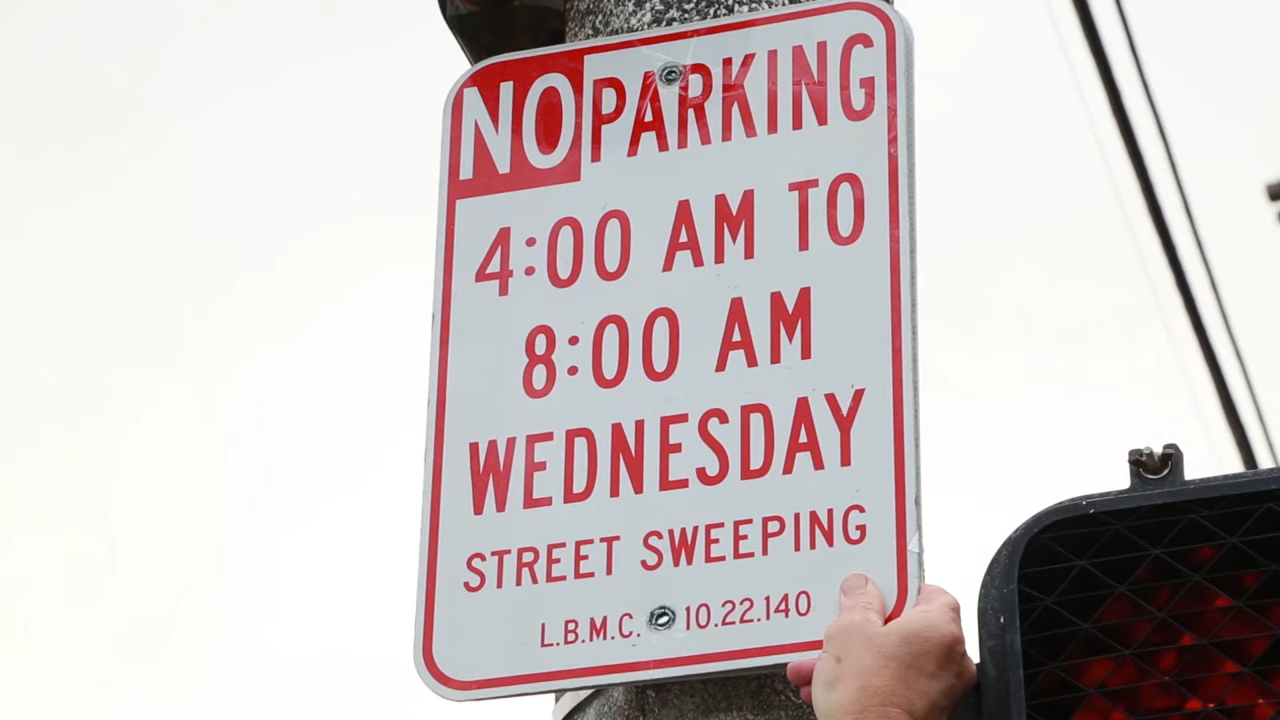 NO PARKING
4:00 AM TO
8:00 AM
WEDNESDAY
STREET SWEEPING
L.B.M.C. 10.22.140